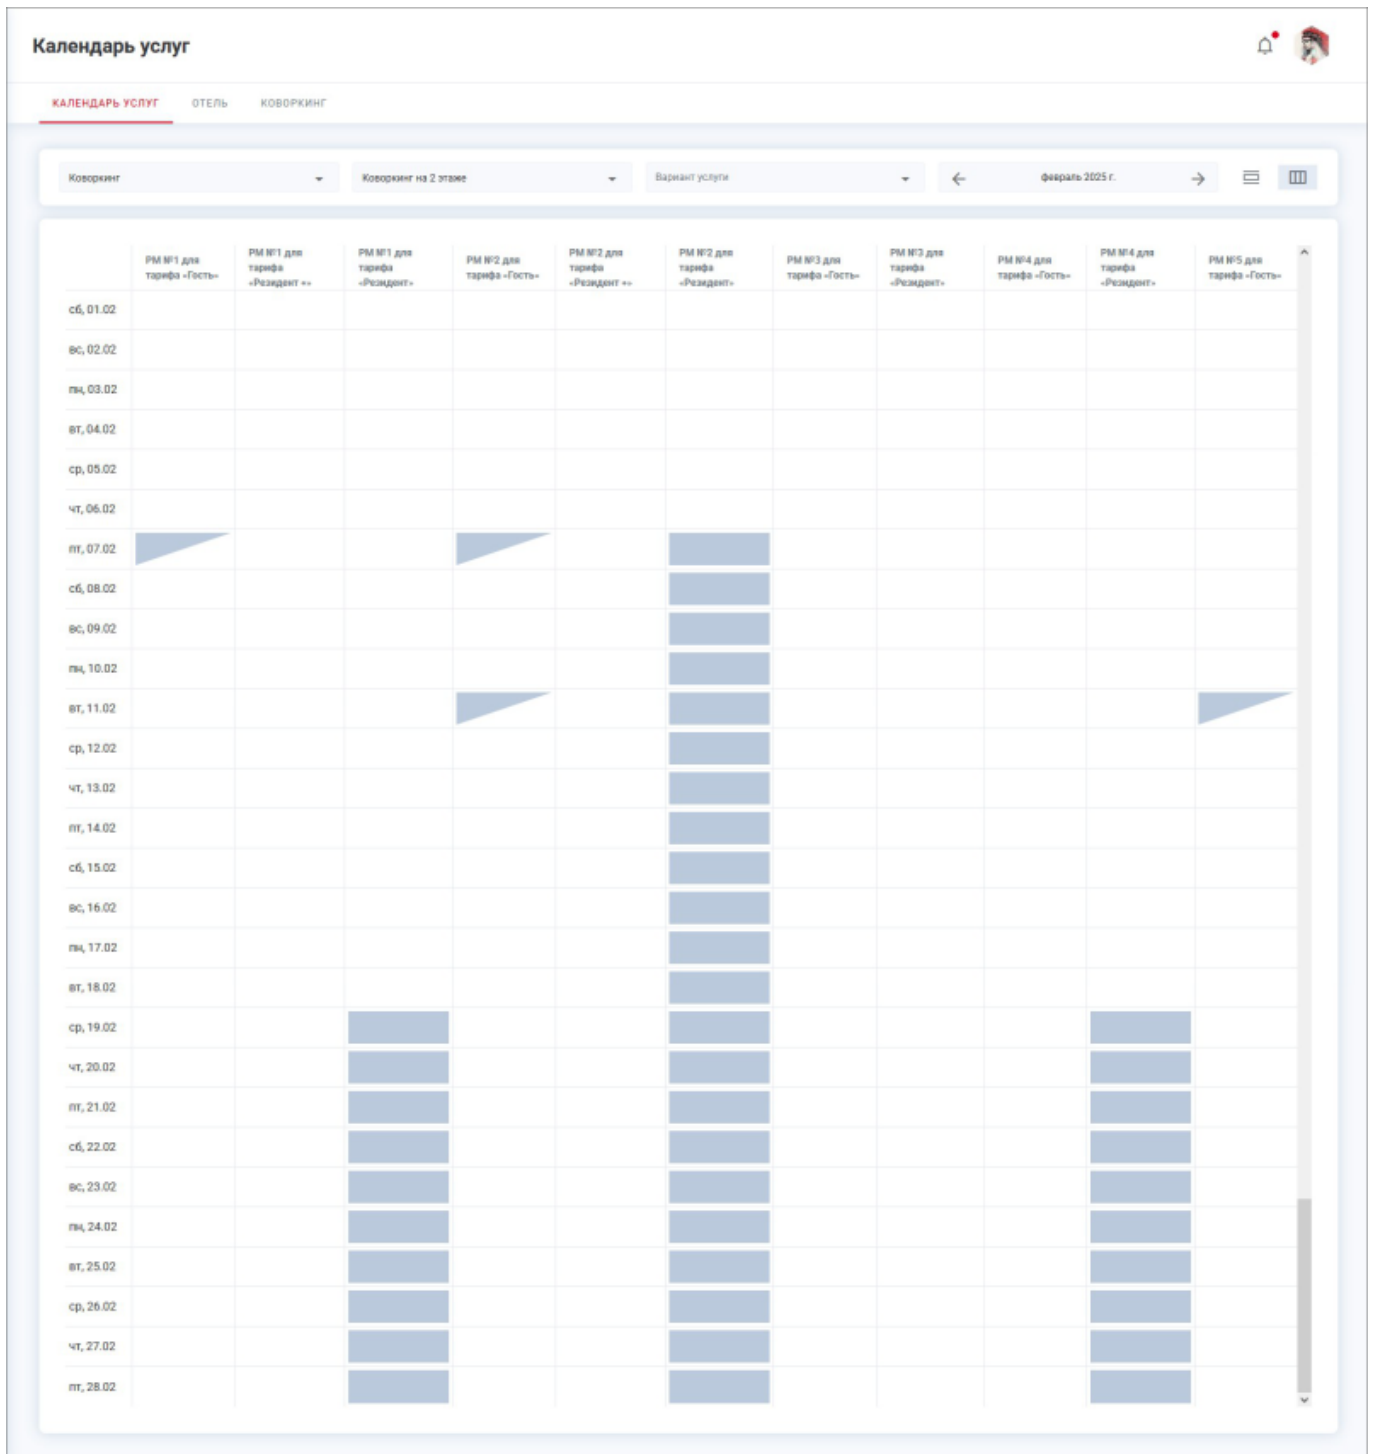 Календарь услуг
КАЛЕНДАРЬ УСЛУГ ОТЕЛЬ КОВОРКИНГ
Коворкинг Коворкинг на 2 этаже Вариант услуги февраль 2025 г.
РМ №1 для тарифа «Гость»
РМ №1 для тарифа «Резидент +»
РМ №1 для тарифа «Резидент»
РМ №2 для тарифа «Гость»
РМ №2 для тарифа «Резидент +»
РМ №2 для тарифа «Резидент»
РМ №3 для тарифа «Гость»
РМ №3 для тарифа «Резидент»
РМ №4 для тарифа «Гость»
РМ №4 для тарифа «Резидент»
РМ №5 для тарифа «Гость»
сб, 01.02
вс, 02.02
пн, 03.02
вт, 04.02
ср, 05.02
чт, 06.02
пт, 07.02
сб, 08.02
вс, 09.02
пн, 10.02
вт, 11.02
ср, 12.02
чт, 13.02
пт, 14.02
сб, 15.02
вс, 16.02
пн, 17.02
вт, 18.02
ср, 19.02
чт, 20.02
пт, 21.02
сб, 22.02
вс, 23.02
пн, 24.02
вт, 25.02
ср, 26.02
чт, 27.02
пт, 28.02